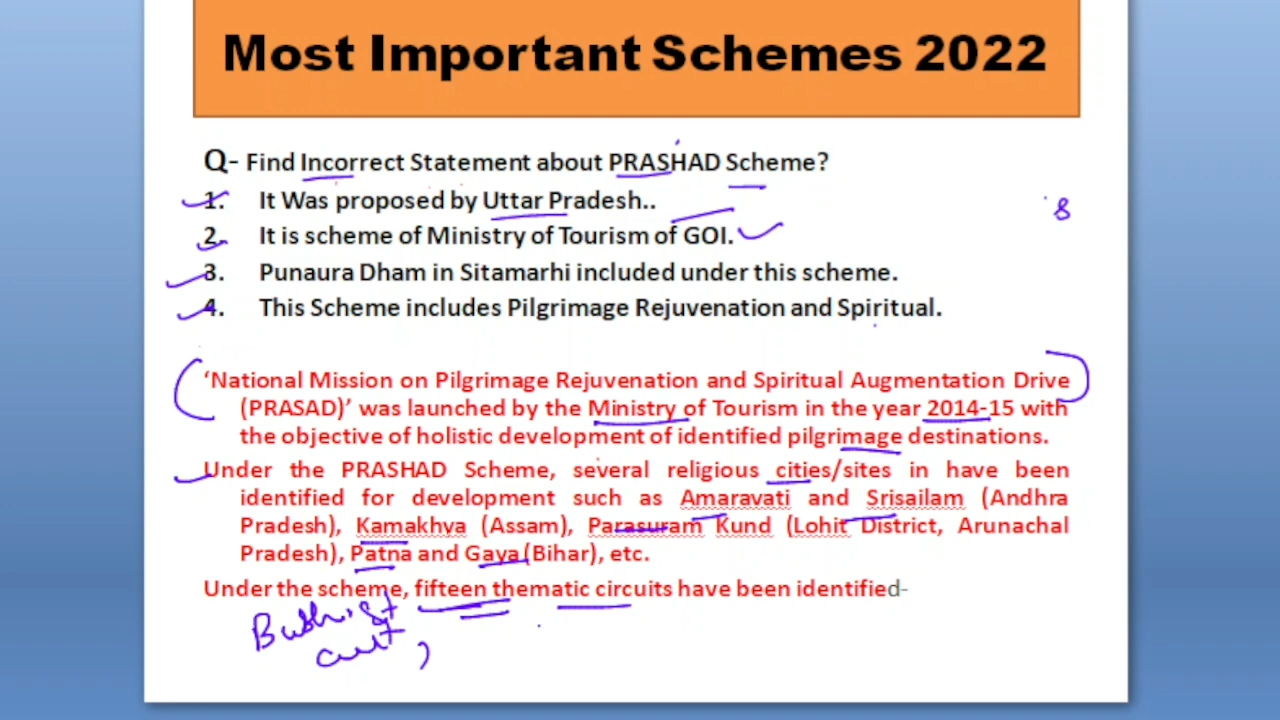 Most Important Schemes 2022
Q- Find Incorrect Statement about PRASHAD Scheme?
1. It Was proposed by Uttar Pradesh..
2. It is scheme of Ministry of Tourism of GOI.
3. Punaura Dham in Sitamarhi included under this scheme.
4. This Scheme includes Pilgrimage Rejuvenation and Spiritual.
8
‘National Mission on Pilgrimage Rejuvenation and Spiritual Augmentation Drive
(PRASAD)’ was launched by the Ministry of Tourism in the year 2014-15 with
the objective of holistic development of identified pilgrimage destinations.
Under the PRASHAD Scheme, several religious cities/sites in have been
identified for development such as Amaravati and Srisailam (Andhra
Pradesh), Kamakhya (Assam), Parasuram Kund (Lohit District, Arunachal
Pradesh), Patna and Gaya (Bihar), etc.
Under the scheme, fifteen thematic circuits have been identified-